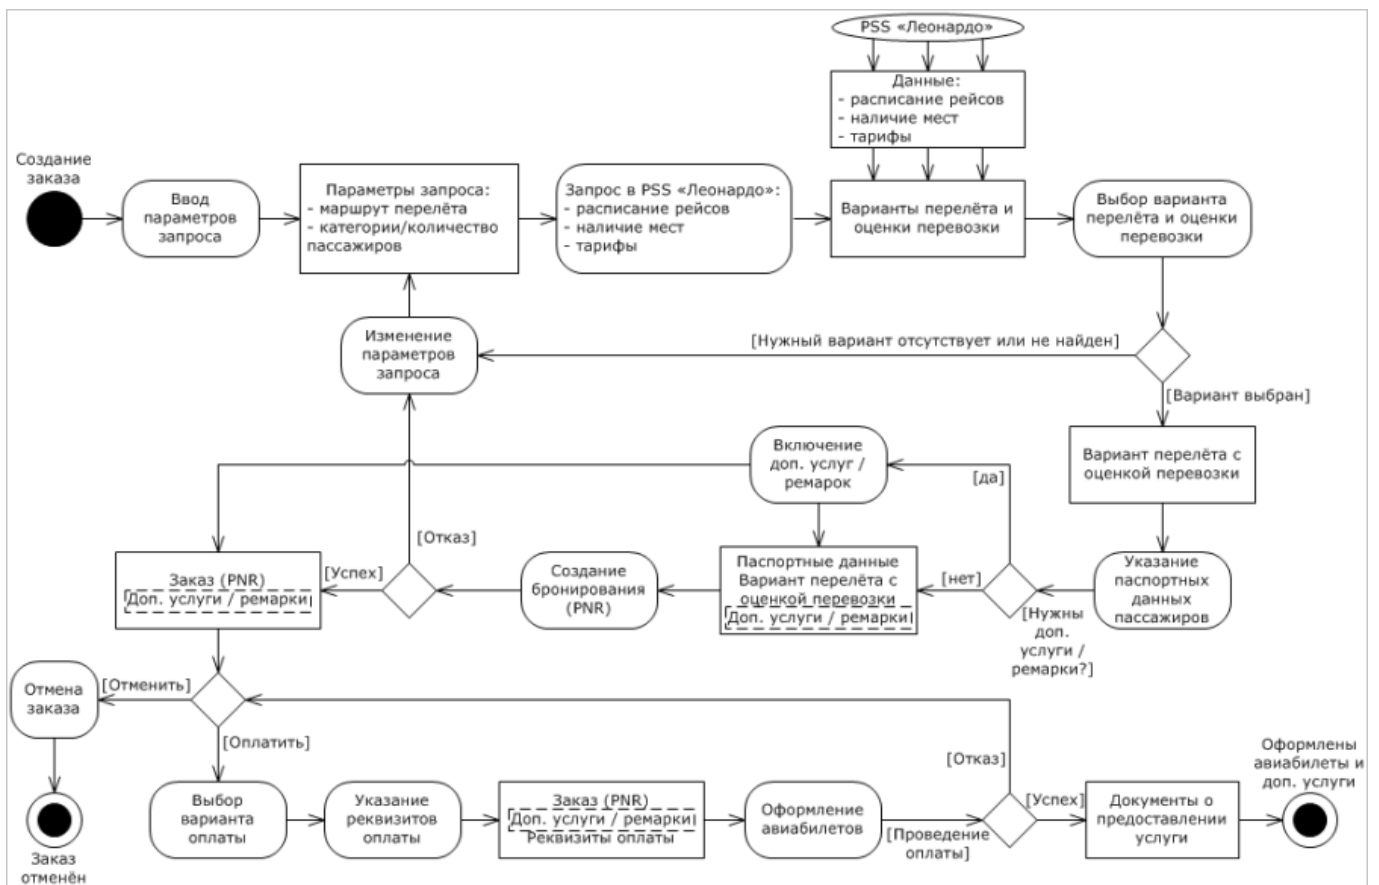 PSS «Леонардо»
Данные:
- расписание рейсов
- наличие мест
- тарифы
Создание
заказа
Ввод
параметров
запроса
Параметры запроса:
- маршрут перелёта
- категории/количество
пассажиров
Запрос в PSS «Леонардо»:
- расписание рейсов
- наличие мест
- тарифы
Варианты перелёта и
оценки перевозки
Выбор варианта
перелёта и оценки
перевозки
Изменение
параметров
запроса
[Нужный вариант отсутствует или не найден]
[Вариант выбран]
Включение
доп. услуг /
ремарок
[да]
Вариант перелёта с
оценкой перевозки
[Отказ]
Заказ (PNR)
Доп. услуги / ремарки
[Успех]
Создание
бронирования
(PNR)
Паспортные данные
Вариант перелёта с
оценкой перевозки
Доп. услуги / ремарки
[нет]
[Нужны
доп.
услуги /
ремарки?]
Указание
паспортных
данных
пассажиров
Отмена
заказа
[Отменить]
[Оплатить]
[Отказ]
Оформлены
авиабилеты и
доп. услуги
Выбор
варианта
оплаты
Указание
реквизитов
оплаты
Заказ (PNR)
Доп. услуги / ремарки
Реквизиты оплаты
Оформление
авиабилетов
[Проведение
оплаты]
[Успех]
Документы о
предоставлении
услуги
Заказ
отменён